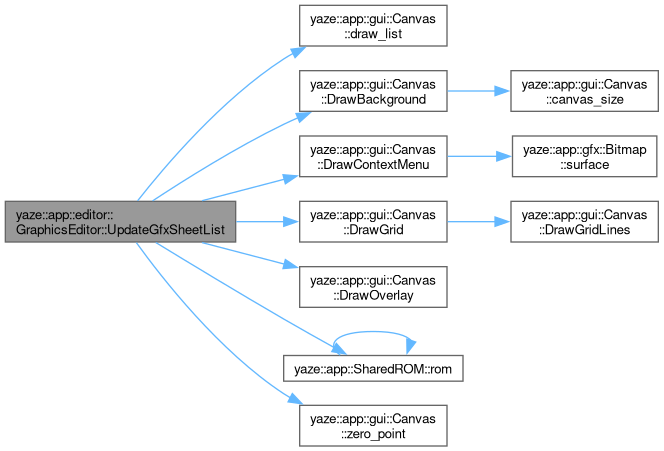 yaze::app::gui::Canvas
::draw_list
yaze::app::gui::Canvas
::DrawBackground
yaze::app::gui::Canvas
::canvas_size
yaze::app::gui::Canvas
::DrawContextMenu
yaze::app::gfx::Bitmap
::surface
yaze::app::editor::
GraphicsEditor::UpdateGfxSheetList
yaze::app::gui::Canvas
::DrawGrid
yaze::app::gui::Canvas
::DrawGridLines
yaze::app::gui::Canvas
::DrawOverlay
yaze::app::SharedROM::rom
yaze::app::gui::Canvas
::zero_point